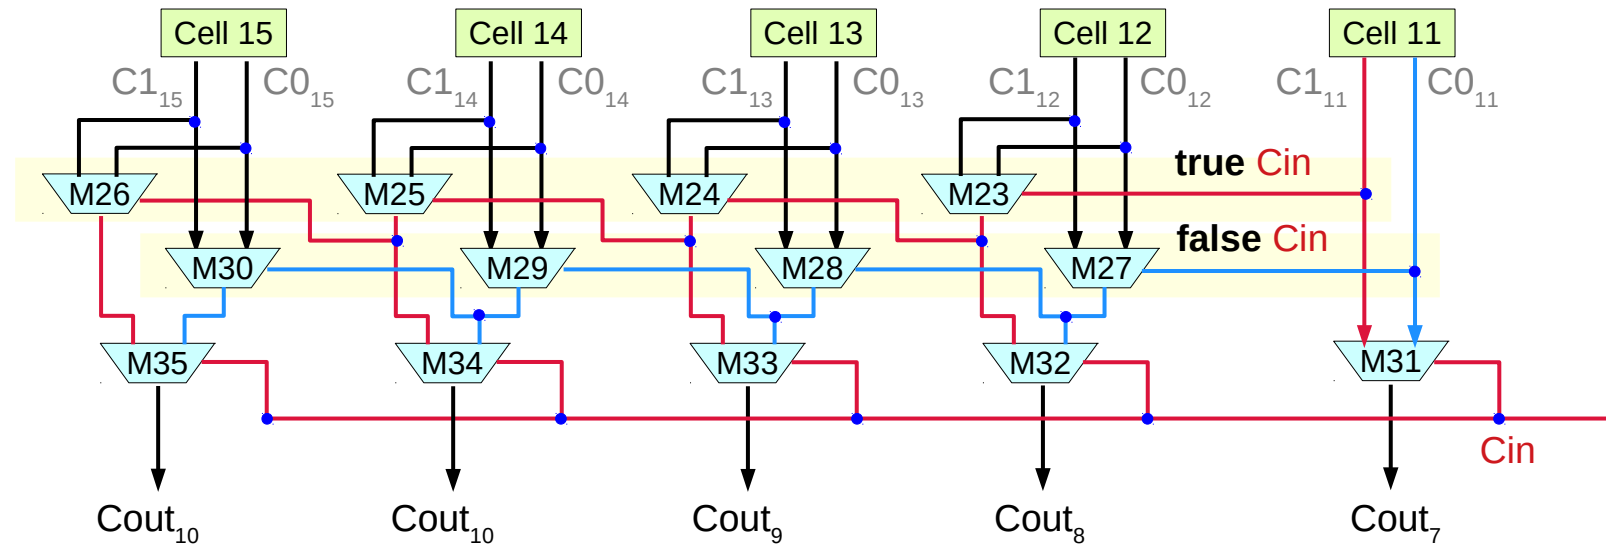 Cell 15 Cell 14 Cell 13 Cell 12 Cell 11
C1₁₅ C0₁₅ C1₁₄ C0₁₄ C1₁₃ C0₁₃ C1₁₂ C0₁₂ C1₁₁ C0₁₁
true Cin
M26 M25 M24 M23
false Cin
M30 M29 M28 M27
M35 M34 M33 M32 M31
Cin
Cout₁₀ Cout₁₀ Cout₉ Cout₈ Cout₇